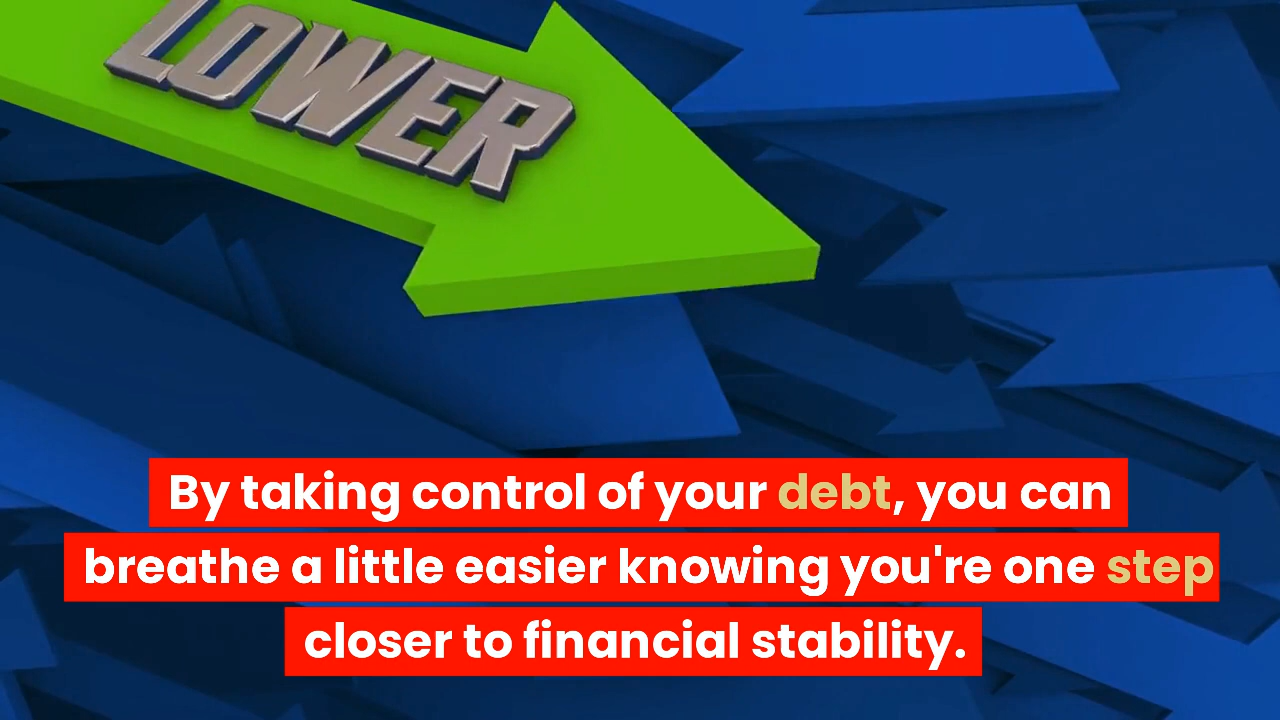 LOWER
By taking control of your debt, you can
breathe a little easier knowing you're one step
closer to financial stability.